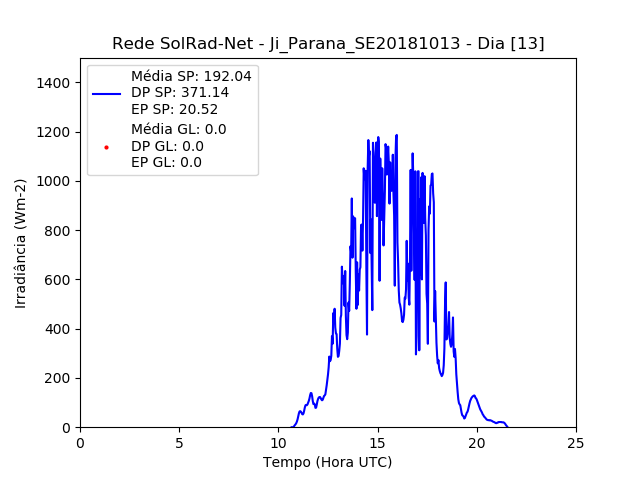 Rede SolRad-Net - Ji_Parana_SE20181013 - Dia [13]
Média SP: 192.04
DP SP: 371.14
EP SP: 20.52
Média GL: 0.0
DP GL: 0.0
EP GL: 0.0
1400
1200
1000
800
600
400
200
0
Irradiância (Wm-2)
0 5 10 15 20 25
Tempo (Hora UTC)